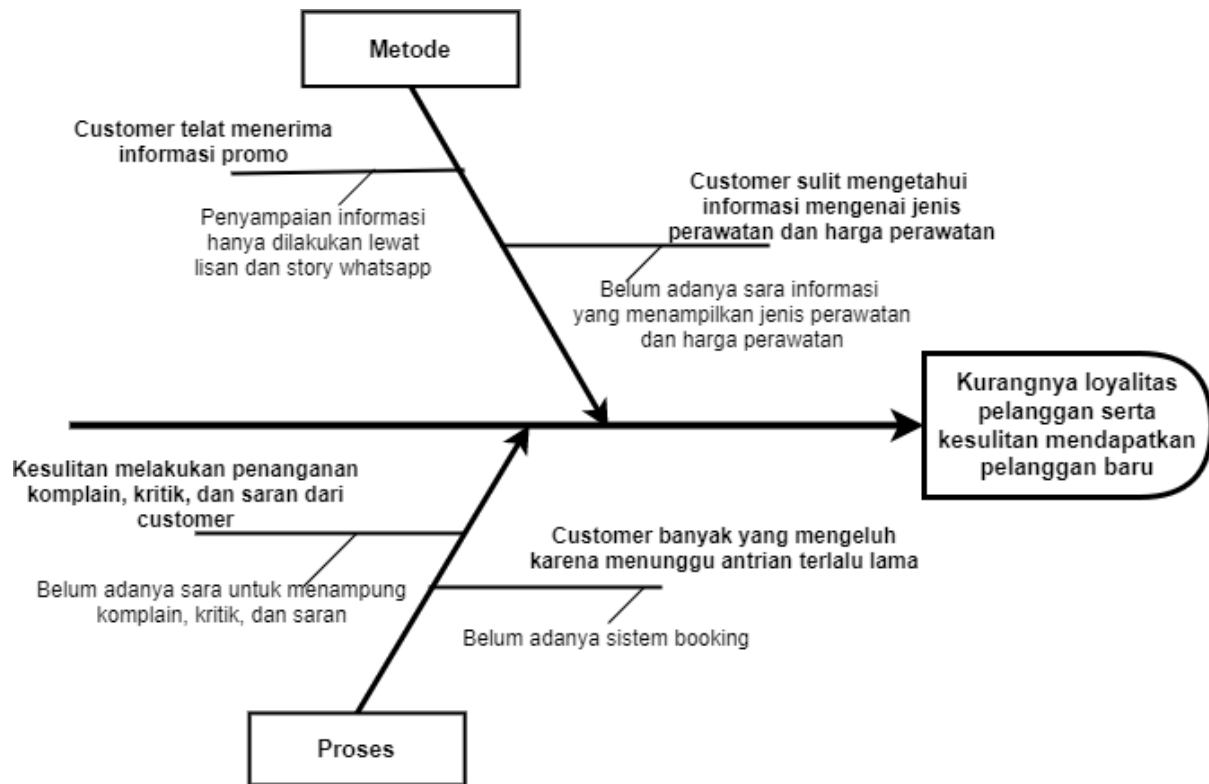 Metode
Customer telat menerima
informasi promo
Penyampaian informasi
hanya dilakukan lewat
lisan dan story whatsapp
Customer sulit mengetahui
informasi mengenai jenis
perawatan dan harga perawatan
Belum adanya sara informasi
yang menampilkan jenis perawatan
dan harga perawatan
Kurangnya loyalitas
pelanggan serta
kesulitan mendapatkan
pelanggan baru
Kesulitan melakukan penanganan
komplain, kritik, dan saran dari
customer
Belum adanya sara untuk menampung
komplain, kritik, dan saran
Customer banyak yang mengeluh
karena menunggu antrian terlalu lama
Belum adanya sistem booking
Proses